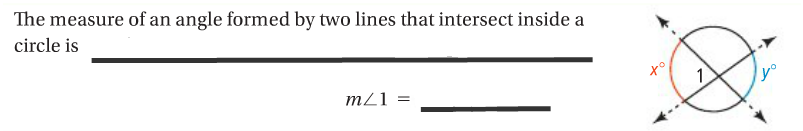 The measure of an angle formed by two lines that intersect inside a
circle is
m∠1 =
x°
1
y°